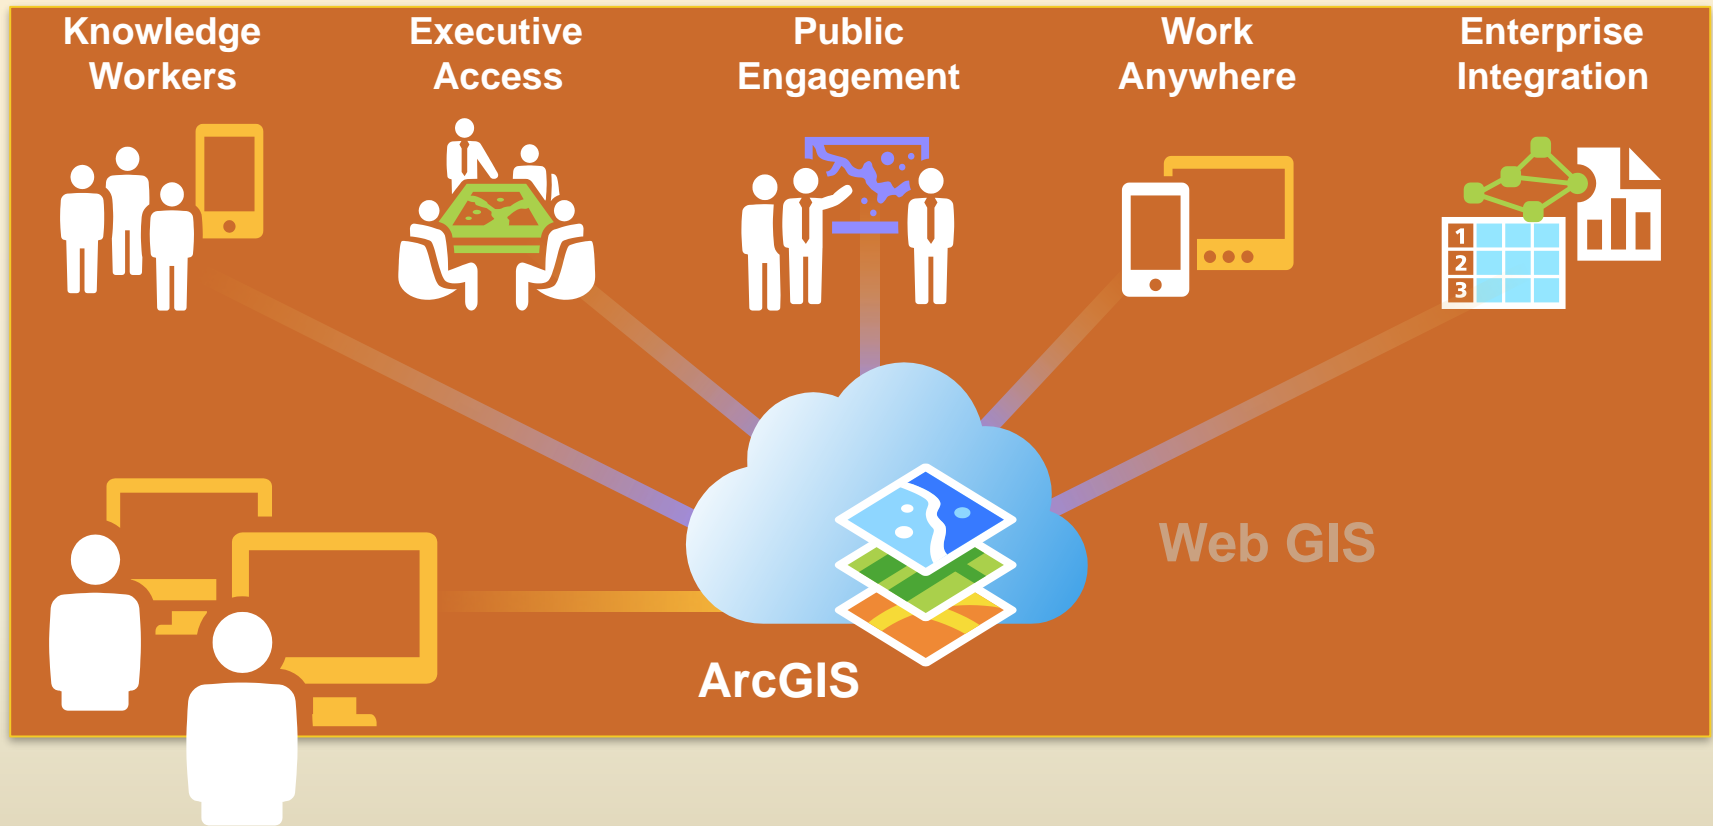 Knowledge
Workers
Executive
Access
Public
Engagement
Work
Anywhere
Enterprise
Integration
1
2
3
Web GIS
ArcGIS